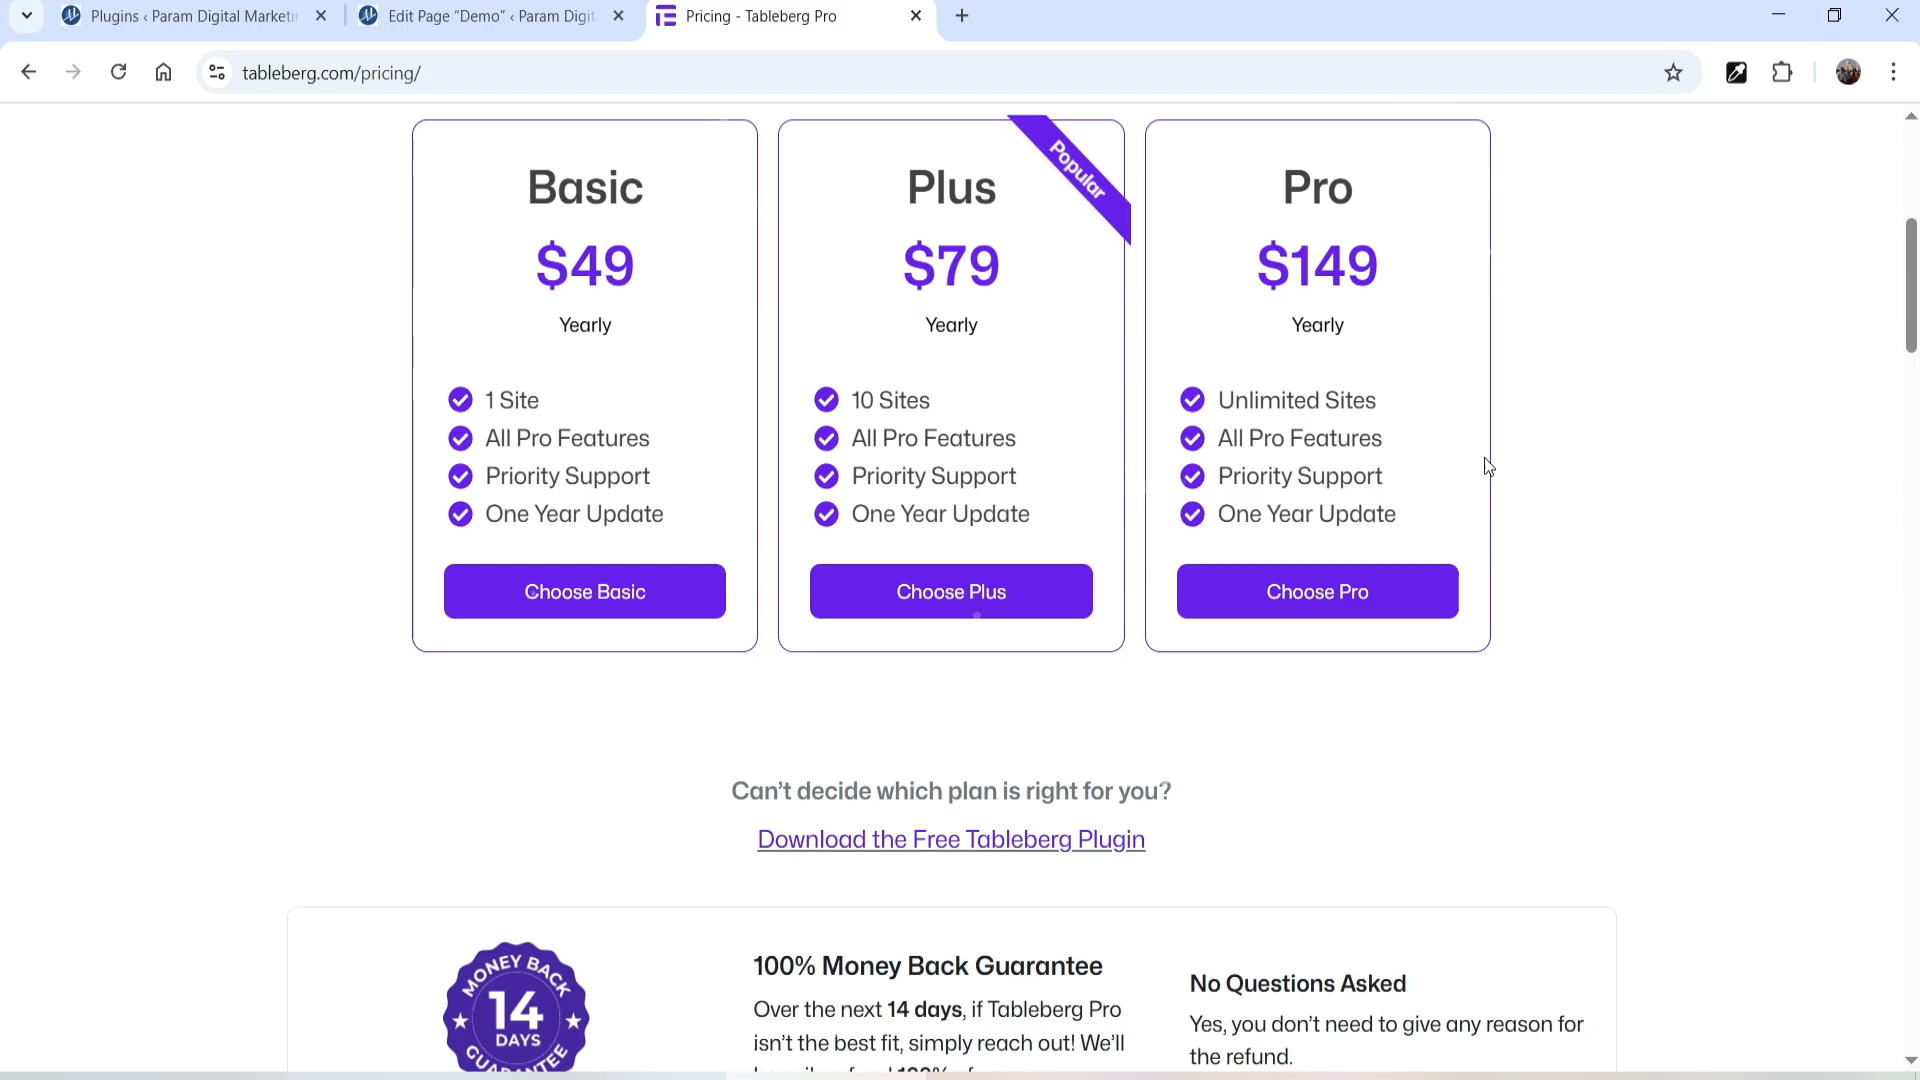 Plugins ‹ Param Digital Marketin
Edit Page “Demo” ‹ Param Digit
Pricing - Tableberg Pro
tableberg.com/pricing/
Popular
Basic
$49
Yearly
1 Site
All Pro Features
Priority Support
One Year Update
Choose Basic
Plus
$79
Yearly
10 Sites
All Pro Features
Priority Support
One Year Update
Choose Plus
Pro
$149
Yearly
Unlimited Sites
All Pro Features
Priority Support
One Year Update
Choose Pro
Can’t decide which plan is right for you?
Download the Free Tableberg Plugin
MONEY BACK
14
DAYS
GUARANTEE
100% Money Back Guarantee
Over the next 14 days, if Tableberg Pro
isn’t the best fit, simply reach out! We’ll
No Questions Asked
Yes, you don’t need to give any reason for
the refund.